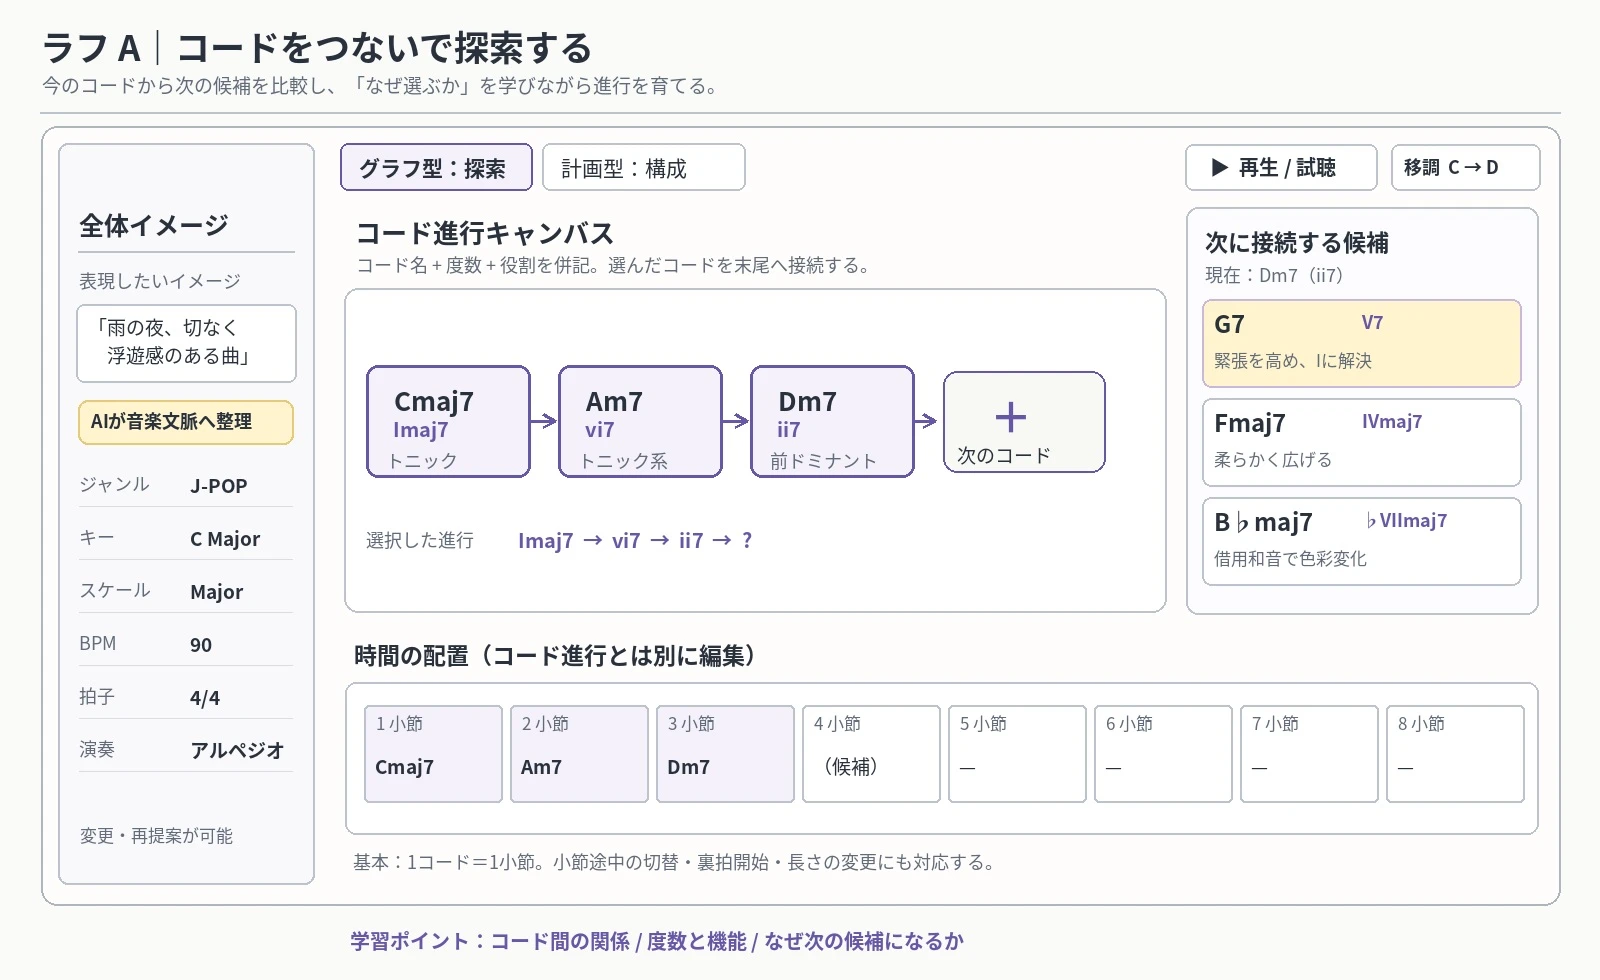 ラフ A｜コードをつないで探索する
今のコードから次の候補を比較し、「なぜ選ぶか」を学びながら進行を育てる。
全体イメージ
表現したいイメージ
「雨の夜、切なく
浮遊感のある曲」
AIが音楽文脈へ整理
ジャンル J-POP
キー C Major
スケール Major
BPM 90
拍子 4/4
演奏 アルペジオ
変更・再提案が可能
グラフ型：探索 計画型：構成
▶ 再生 / 試聴 移調 C → D
コード進行キャンバス
コード名 + 度数 + 役割を併記。選んだコードを末尾へ接続する。
Cmaj7
Imaj7
トニック
→
Am7
vi7
トニック系
→
Dm7
ii7
前ドミナント
→
+
次のコード
選択した進行 Imaj7 → vi7 → ii7 → ?
次に接続する候補
現在：Dm7（ii7）
G7 V7
緊張を高め、Iに解決
Fmaj7 IVmaj7
柔らかく広げる
B♭maj7 ♭VIImaj7
借用和音で色彩変化
時間の配置（コード進行とは別に編集）
1 小節
Cmaj7
2 小節
Am7
3 小節
Dm7
4 小節
（候補）
5 小節
—
6 小節
—
7 小節
—
8 小節
—
基本：1コード＝1小節。小節途中の切替・裏拍開始・長さの変更にも対応する。
学習ポイント：コード間の関係 / 度数と機能 / なぜ次の候補になるか